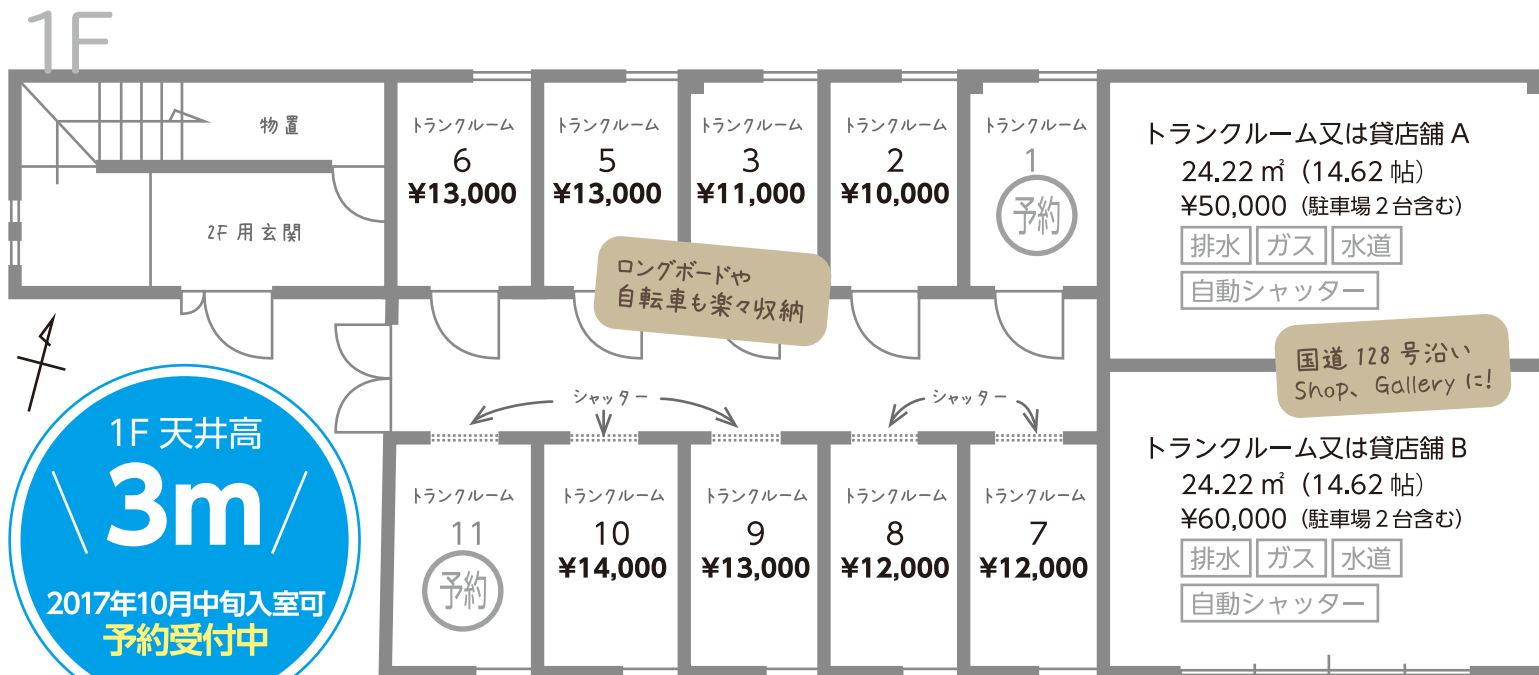 1F
物置
2F用玄関
トランクルーム
6
¥13,000
トランクルーム
5
¥13,000
トランクルーム
3
¥11,000
トランクルーム
2
¥10,000
トランクルーム
1
予約
ロングボードや
自転車も楽々収納
トランクルーム又は貸店舗 A
24.22 ㎡（14.62 帖）
¥50,000（駐車場２台含む）
排水 ガス 水道
自動シャッター
国道 128 号沿い
Shop、Gallery に!
シャッター
シャッター
1F 天井高
3m
2017年10月中旬入室可
予約受付中
トランクルーム
11
予約
トランクルーム
10
¥14,000
トランクルーム
9
¥13,000
トランクルーム
8
¥12,000
トランクルーム
7
¥12,000
トランクルーム又は貸店舗 B
24.22 ㎡（14.62 帖）
¥60,000（駐車場２台含む）
排水 ガス 水道
自動シャッター